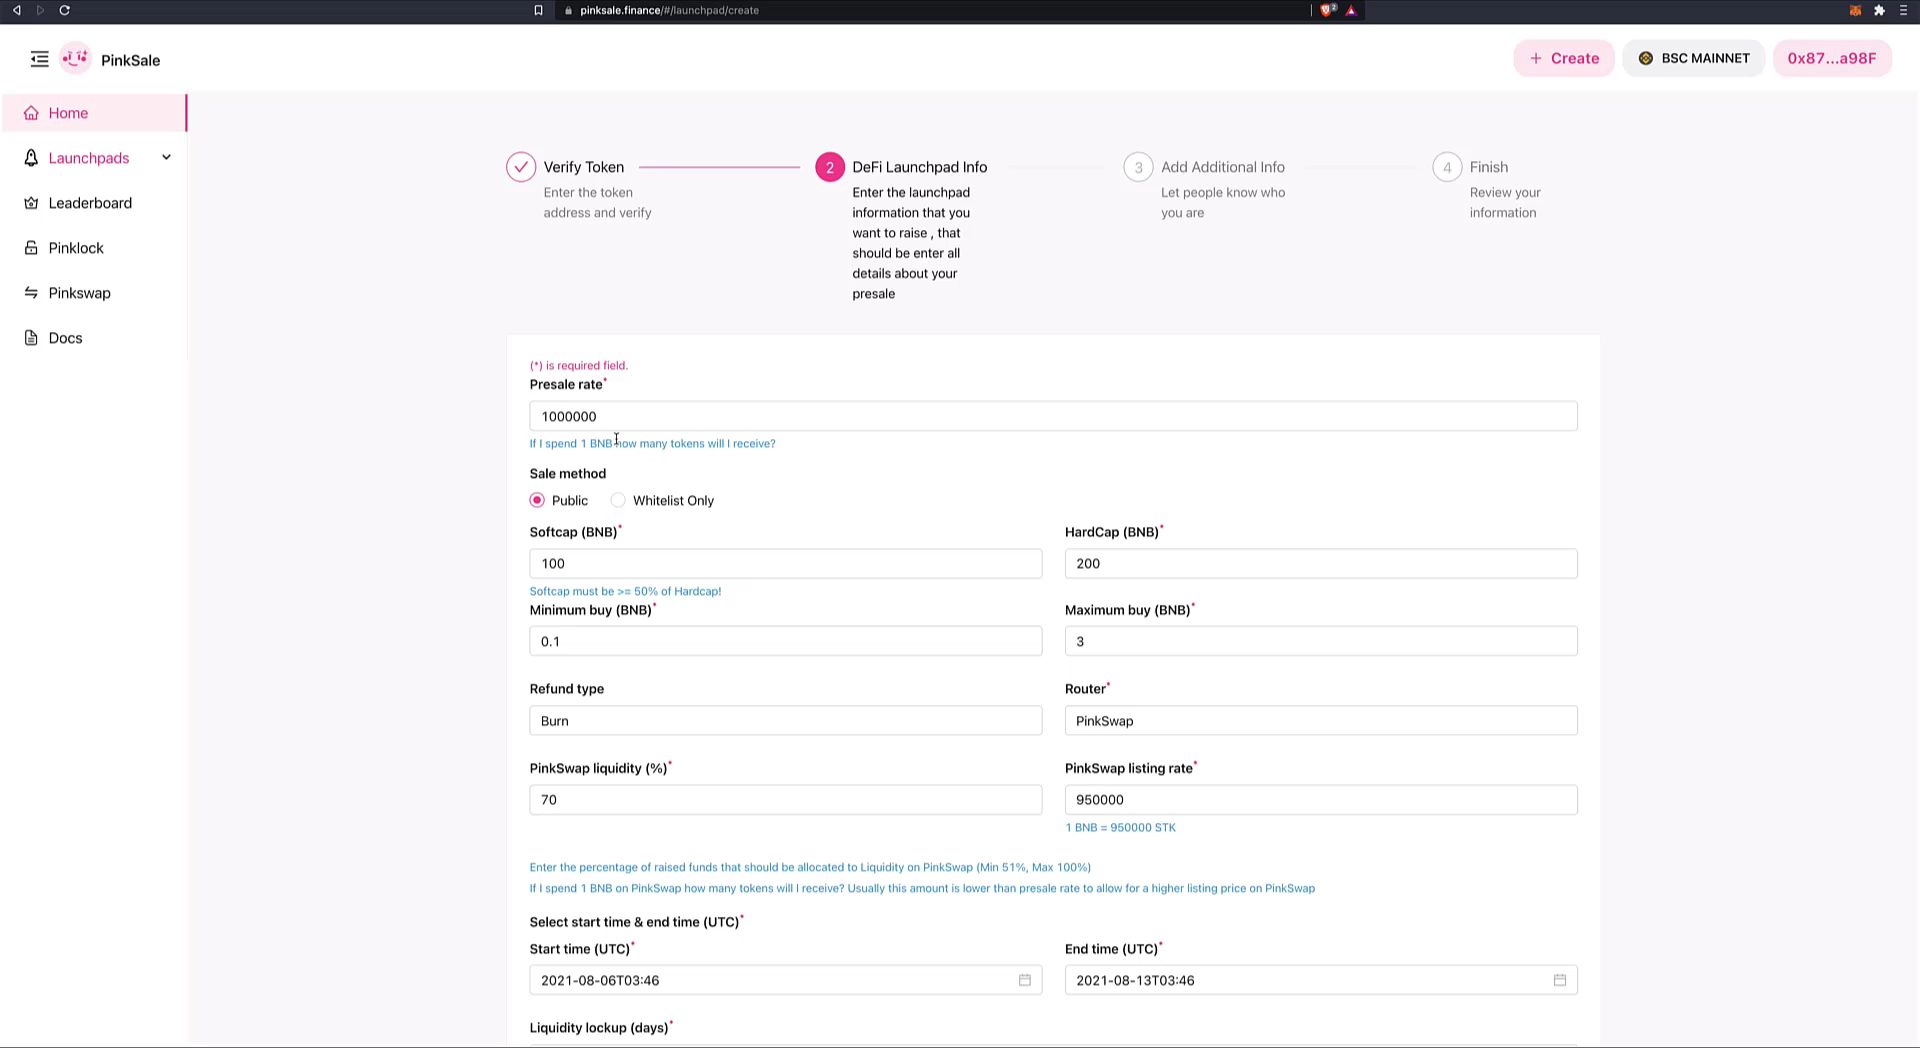 pinksale.finance/#/launchpad/create
2
PinkSale
+ Create
BSC MAINNET
0x87...a98F
Home
Launchpads
Leaderboard
Pinklock
Pinkswap
Docs
Verify Token
Enter the token
address and verify
2
DeFi Launchpad Info
Enter the launchpad
information that you
want to raise , that
should be enter all
details about your
presale
3
Add Additional Info
Let people know who
you are
4
Finish
Review your
information
(*) is required field.
Presale rate*
1000000
If I spend 1 BNB how many tokens will I receive?
Sale method
Public
Whitelist Only
Softcap (BNB)*
HardCap (BNB)*
100
200
Softcap must be >= 50% of Hardcap!
Minimum buy (BNB)*
Maximum buy (BNB)*
0.1
3
Refund type
Router*
Burn
PinkSwap
PinkSwap liquidity (%)*
PinkSwap listing rate*
70
950000
1 BNB = 950000 STK
Enter the percentage of raised funds that should be allocated to Liquidity on PinkSwap (Min 51%, Max 100%)
If I spend 1 BNB on PinkSwap how many tokens will I receive? Usually this amount is lower than presale rate to allow for a higher listing price on PinkSwap
Select start time & end time (UTC)*
Start time (UTC)*
End time (UTC)*
2021-08-06T03:46
2021-08-13T03:46
Liquidity lockup (days)*